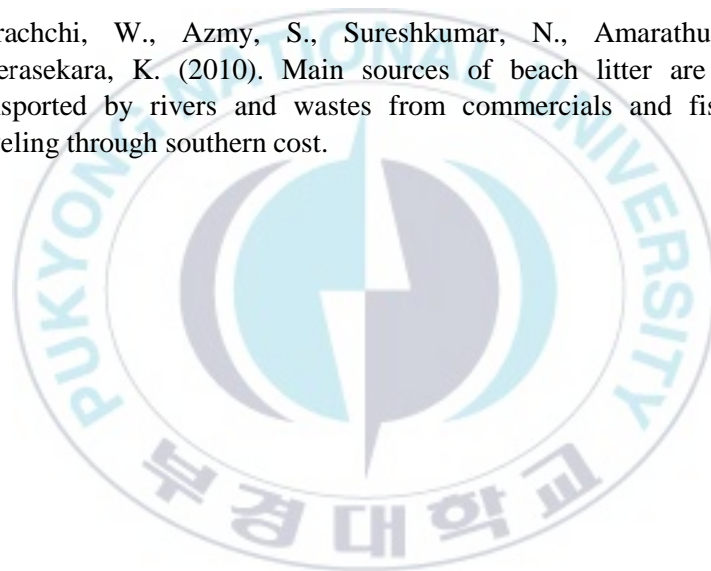 rachchi, W., Azmy, S., Sureshkumar, N., Amarathu
erasekara, K. (2010). Main sources of beach litter are
nsported by rivers and wastes from commercials and fis
eling through southern cost.
PUKYONG NATIONAL UNIVERSITY
부경대학교